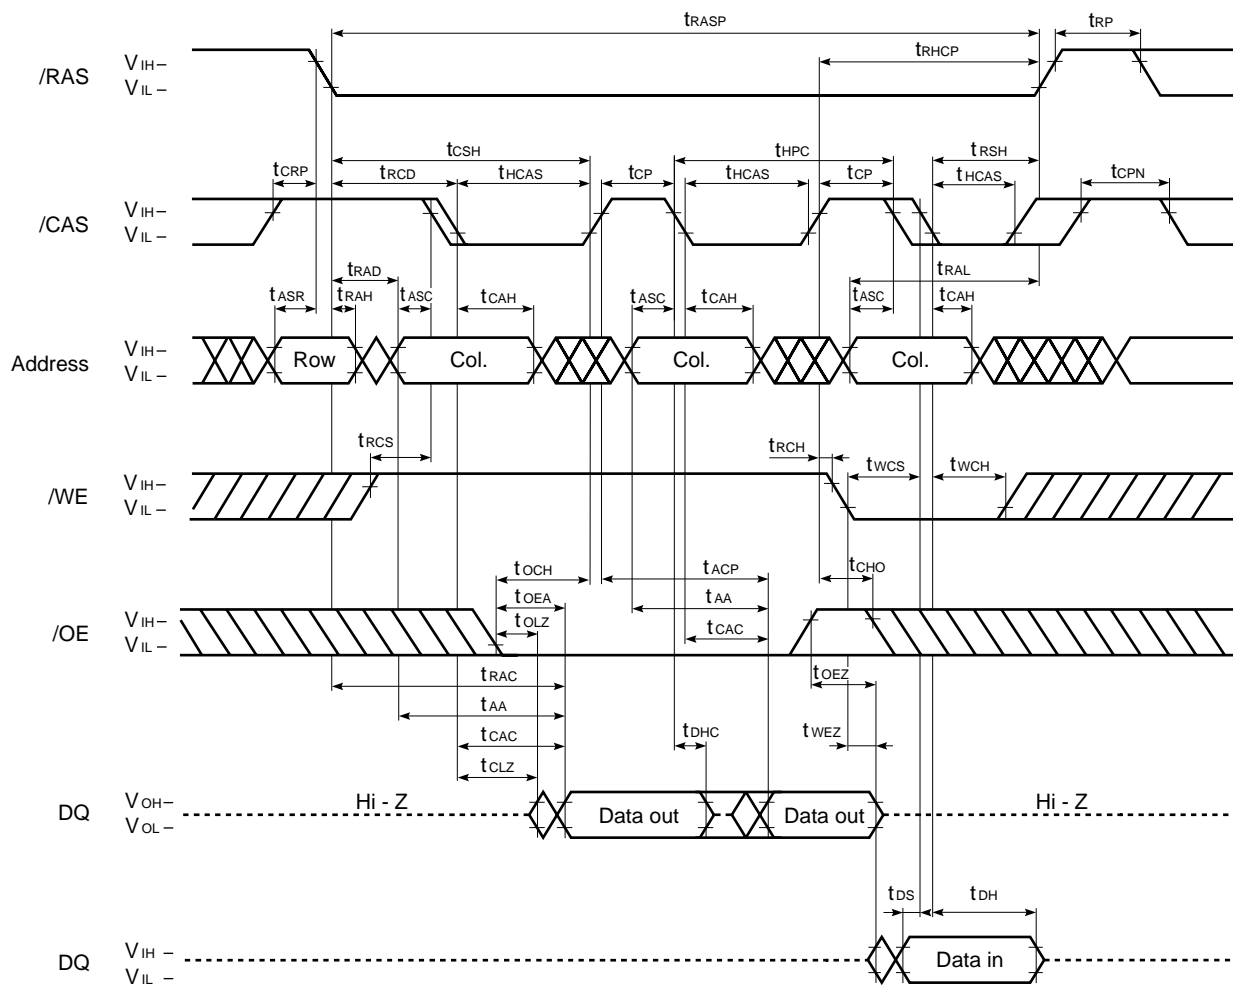 tRASP
tRP
tRHCP
/RAS
VIH–
VIL–
tCSH
tHPC
tRSH
tCRP
tRCD
tHCAS
tCP
tHCAS
tCP
tHCAS
tCPN
/CAS
VIH–
VIL–
tRAD
tRAL
tASR
tRAH
tASC
tCAH
tASC
tCAH
tASC
tCAH
Address
VIH–
VIL–
Row
Col.
Col.
Col.
tRCS
tRCH
tWCS
tWCH
/WE
VIH–
VIL–
tOCH
tACP
tCHO
tOEA
tAA
tOLZ
tCAC
/OE
VIH–
VIL–
tRAC
tOEZ
tAA
tCAC
tDHC
tWEZ
tCLZ
DQ
VOH–
VOL–
Hi - Z
Data out
Data out
Hi - Z
tDS
tDH
DQ
VIH–
VIL–
Data in